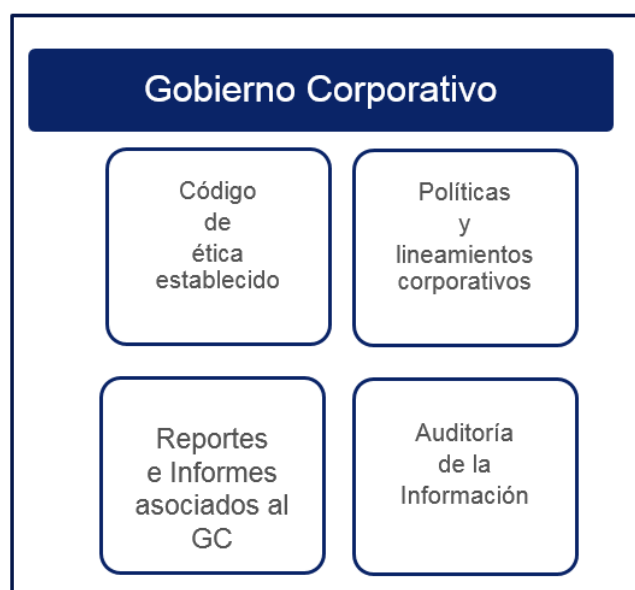 Gobierno Corporativo
Código
de
ética
establecido
Políticas
y
lineamientos
corporativos
Reportes
e Informes
asociados al
GC
Auditoría
de la
Información